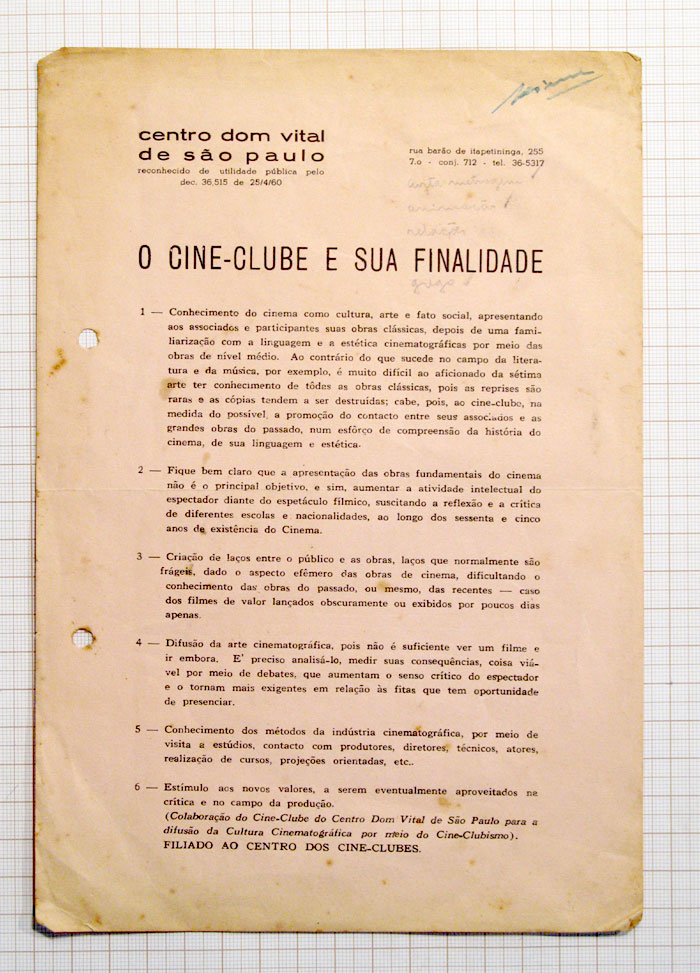 centro dom vital
de são paulo
reconhecido de utilidade pública pelo
dec. 36.515 de 25/4/60
rua barão de itapetininga, 255
7.o - conj. 712 - tel. 36-5317
relação
O CINE-CLUBE E SUA FINALIDADE
1 — Conhecimento do cinema como cultura, arte e fato social, apresentando
aos associados e participantes suas obras clássicas, depois de uma fami-
liarização com a linguagem e a estética cinematográficas por meio das
obras de nível médio. Ao contrário do que sucede no campo da litera-
tura e da música, por exemplo, é muito difícil ao aficionado da sétima
arte ter conhecimento de tôdas as obras clássicas, pois as reprises são
raras e as cópias tendem a ser destruídas; cabe, pois, ao cine-clube, na
medida do possível, a promoção do contacto entre seus associados e as
grandes obras do passado, num esfôrço de compreensão da história do
cinema, de sua linguagem e estética.
2 — Fique bem claro que a apresentação das obras fundamentais do cinema
não é o principal objetivo, e sim, aumentar a atividade intelectual do
espectador diante do espetáculo fílmico, suscitando a reflexão e a crítica
de diferentes escolas e nacionalidades, ao longo dos sessenta e cinco
anos de existência do Cinema.
3 — Criação de laços entre o público e as obras, laços que normalmente são
frágeis, dado o aspecto efêmero das obras de cinema, dificultando o
conhecimento das obras do passado, ou mesmo, das recentes — caso
dos filmes de valor lançados obscuramente ou exibidos por poucos dias
apenas.
4 — Difusão da arte cinematográfica, pois não é suficiente ver um filme e
ir embora. E' preciso analisá-lo, medir suas consequências, coisa viá-
vel por meio de debates, que aumentam o senso crítico do espectador
e o tornam mais exigentes em relação às fitas que tem oportunidade
de presenciar.
5 — Conhecimento dos métodos da indústria cinematográfica, por meio de
visita a estúdios, contacto com produtores, diretores, técnicos, atores,
realização de cursos, projeções orientadas, etc..
6 — Estímulo aos novos valores, a serem eventualmente aproveitados na
crítica e no campo da produção.
(Colaboração do Cine-Clube do Centro Dom Vital de São Paulo para a
difusão da Cultura Cinematográfica por meio do Cine-Clubismo).
FILIADO AO CENTRO DOS CINE-CLUBES.